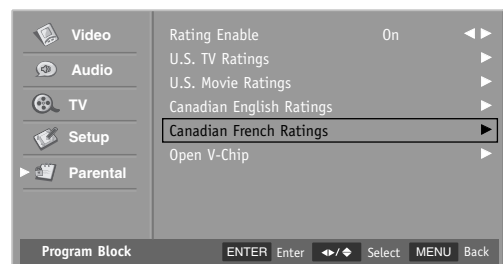 Video
Audio
TV
Setup
Parental
Rating Enable On
U.S. TV Ratings
U.S. Movie Ratings
Canadian English Ratings
Canadian French Ratings
Open V-Chip
Program Block ENTER Enter Select MENU Back